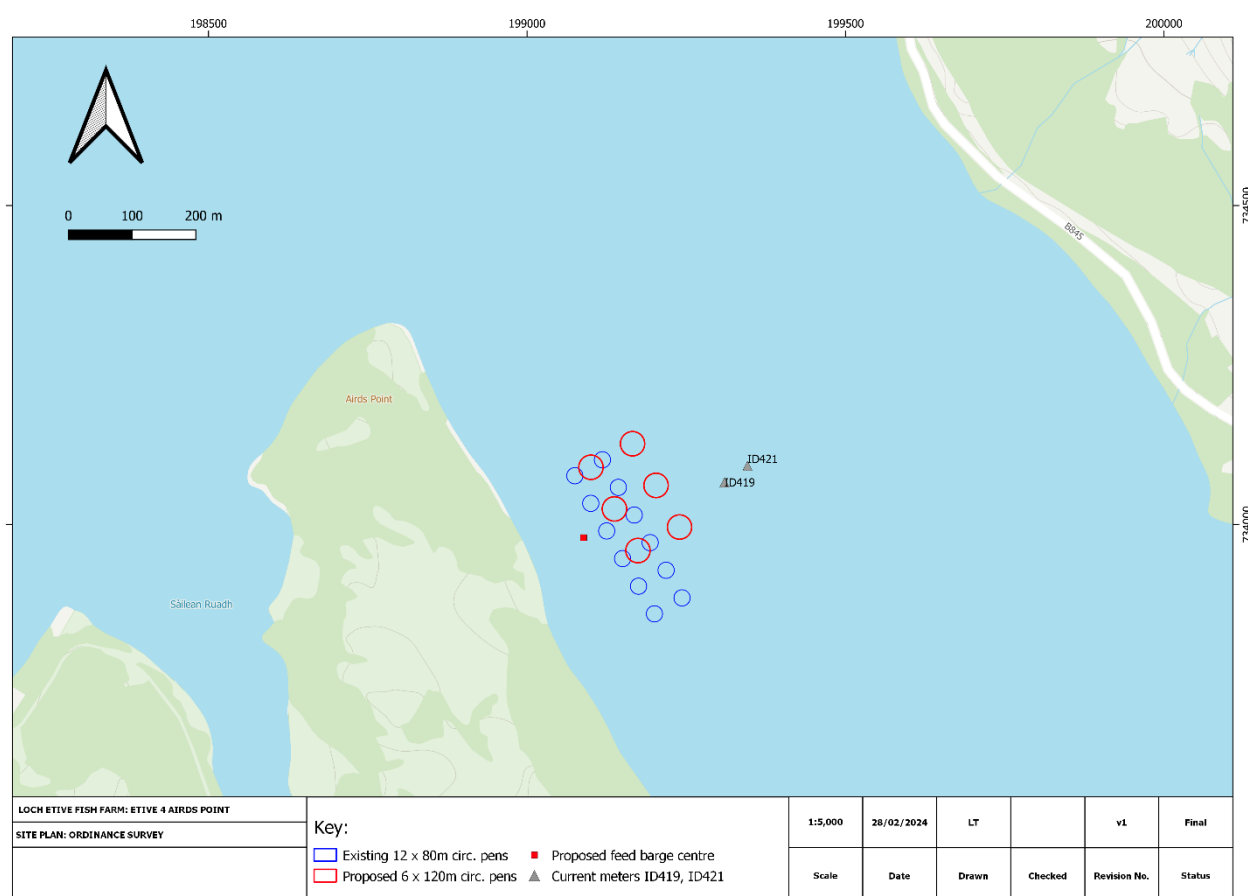 198500
199000
199500
200000
0 100 200 m
734500
B845
Airds Point
ID421
ID419
734000
Sàilean Ruadh
LOCH ETIVE FISH FARM: ETIVE 4 AIRDS POINT
SITE PLAN: ORDINANCE SURVEY
Key:
Existing 12 x 80m circ. pens
Proposed feed barge centre
Proposed 6 x 120m circ. pens
Current meters ID419, ID421
1:5,000
28/02/2024
LT
v1
Final
Scale
Date
Drawn
Checked
Revision No.
Status